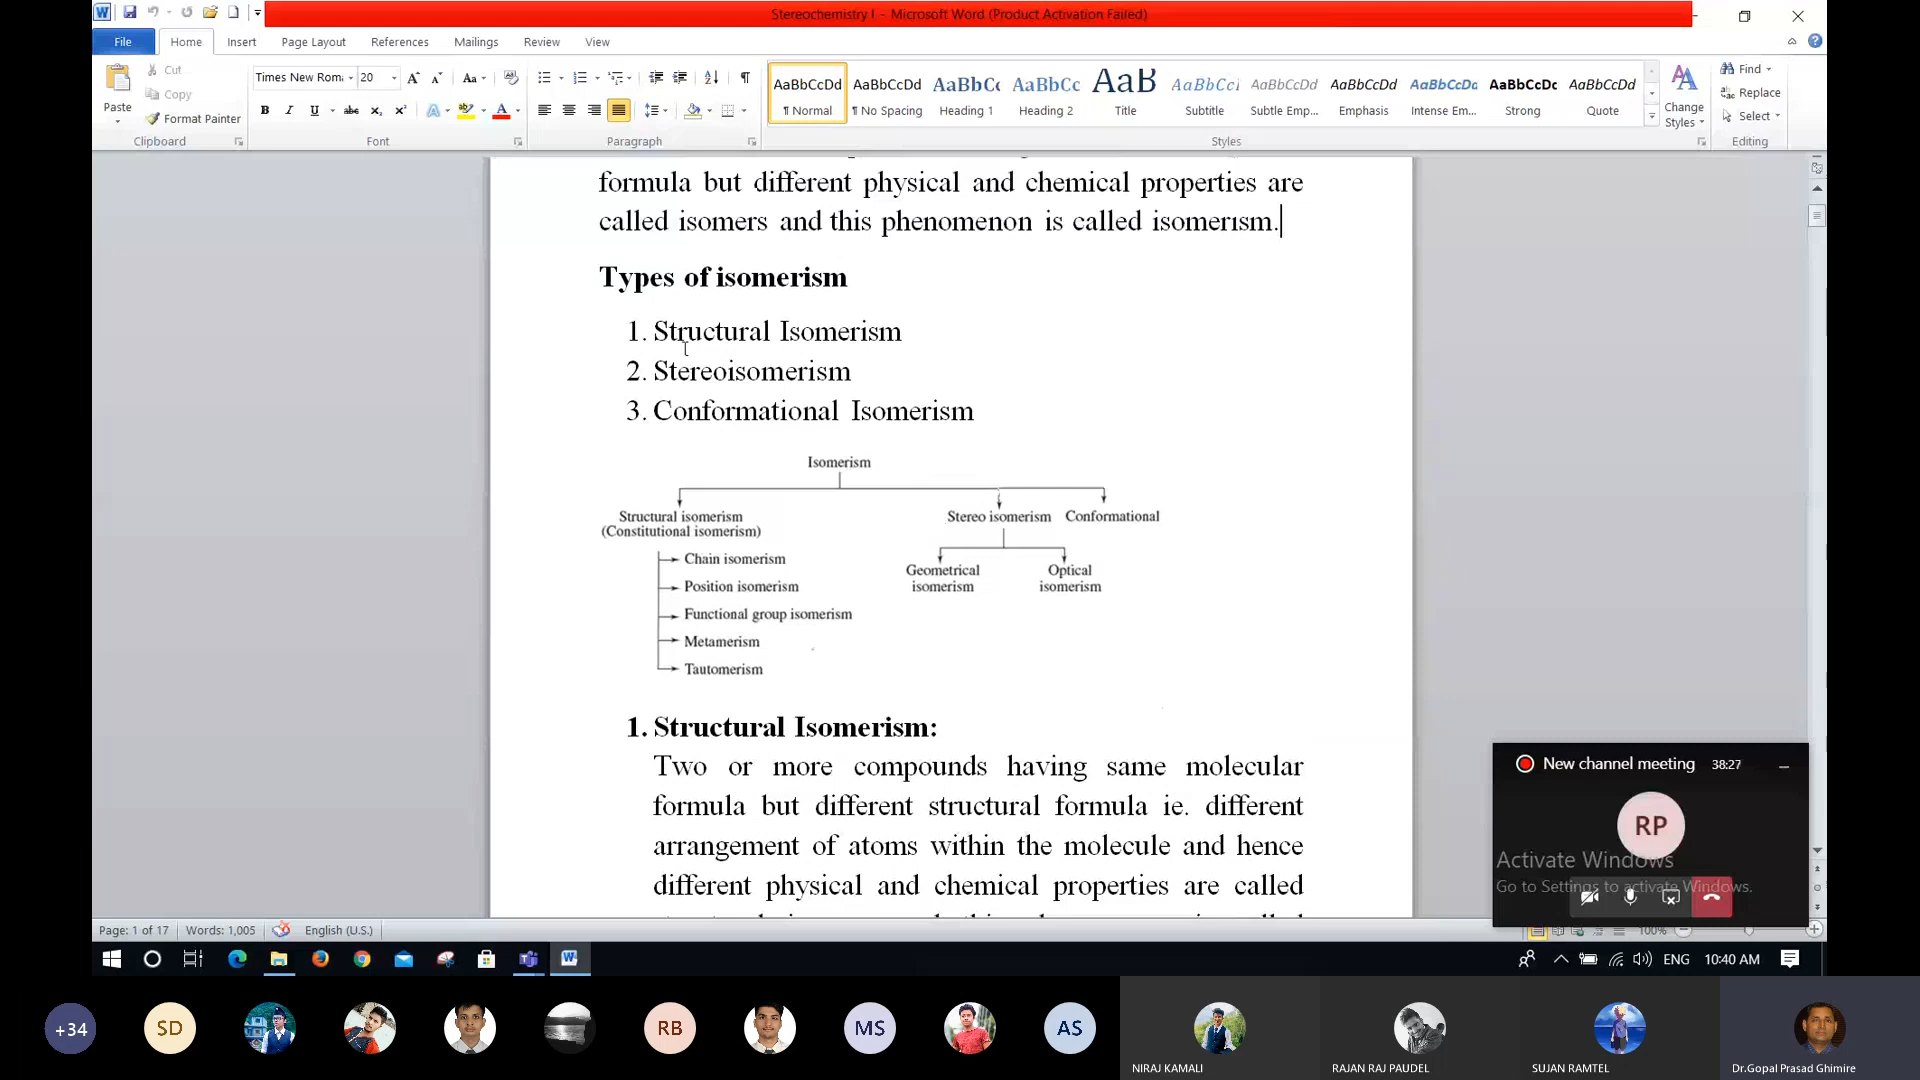 Stereochemistry I - Microsoft Word (Product Activation Failed)
File Home Insert Page Layout References Mailings Review View
Cut
Copy
Paste
Format Painter
Clipboard
Times New Roma 20
Font
Paragraph
AaBbCcDd AaBbCcDd AaBbCc AaBbCc AaB AaBbCcI AaBbCcDd AaBbCcDd AaBbCcDd AaBbCcDc AaBbCcDd
¶ Normal ¶ No Spacing Heading 1 Heading 2 Title Subtitle Subtle Emp... Emphasis Intense Em... Strong Quote
Change Styles
Styles
Find
Replace
Select
Editing
formula but different physical and chemical properties are
called isomers and this phenomenon is called isomerism.
Types of isomerism
1. Structural Isomerism
2. Stereoisomerism
3. Conformational Isomerism
Isomerism
Structural isomerism
(Constitutional isomerism)
Stereo isomerism Conformational
Chain isomerism
Position isomerism
Functional group isomerism
Metamerism
Tautomerism
Geometrical
isomerism
Optical
isomerism
1. Structural Isomerism:
Two or more compounds having same molecular
formula but different structural formula ie. different
arrangement of atoms within the molecule and hence
different physical and chemical properties are called
New channel meeting 38:27
RP
Activate Windows
Go to Settings to activate Windows.
Page: 1 of 17 Words: 1,005 English (U.S.) 100%
ENG 10:40 AM
+34 SD RB MS AS
NIRAJ KAMALI RAJAN RAJ PAUDEL SUJAN RAMTEL Dr.Gopal Prasad Ghimire